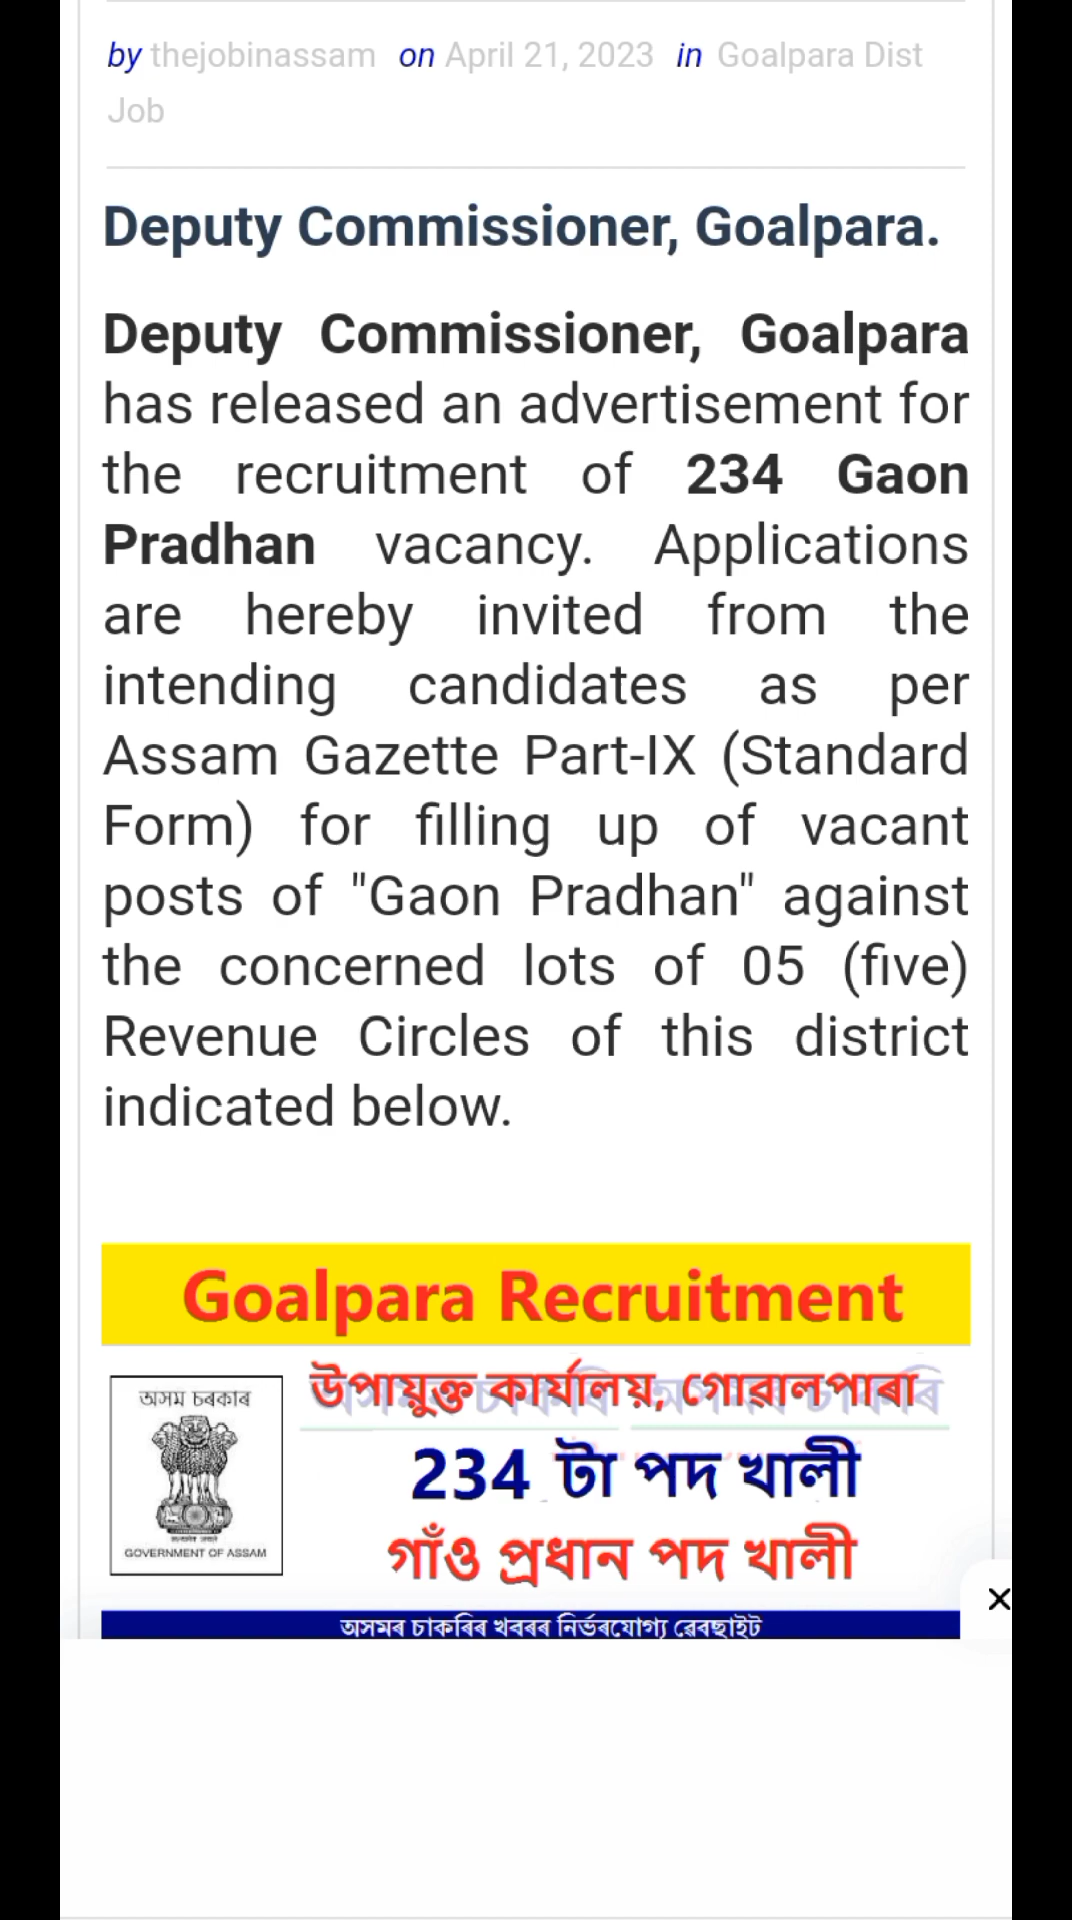 by thejobinassam on April 21, 2023 in Goalpara Dist
Job
Deputy Commissioner, Goalpara.
Deputy Commissioner, Goalpara
has released an advertisement for
the recruitment of 234 Gaon
Pradhan vacancy. Applications
are hereby invited from the
intending candidates as per
Assam Gazette Part-IX (Standard
Form) for filling up of vacant
posts of "Gaon Pradhan" against
the concerned lots of 05 (five)
Revenue Circles of this district
indicated below.
Goalpara Recruitment
উপায়ুক্ত কার্যালয়, গোৱালপাৰা
অসম চৰকাৰ
234 টা পদ খালী
গাঁও প্ৰধান পদ খালী
GOVERNMENT OF ASSAM
অসমৰ চাকৰিৰ খবৰৰ নিৰ্ভৰযোগ্য ৱেবছাইট